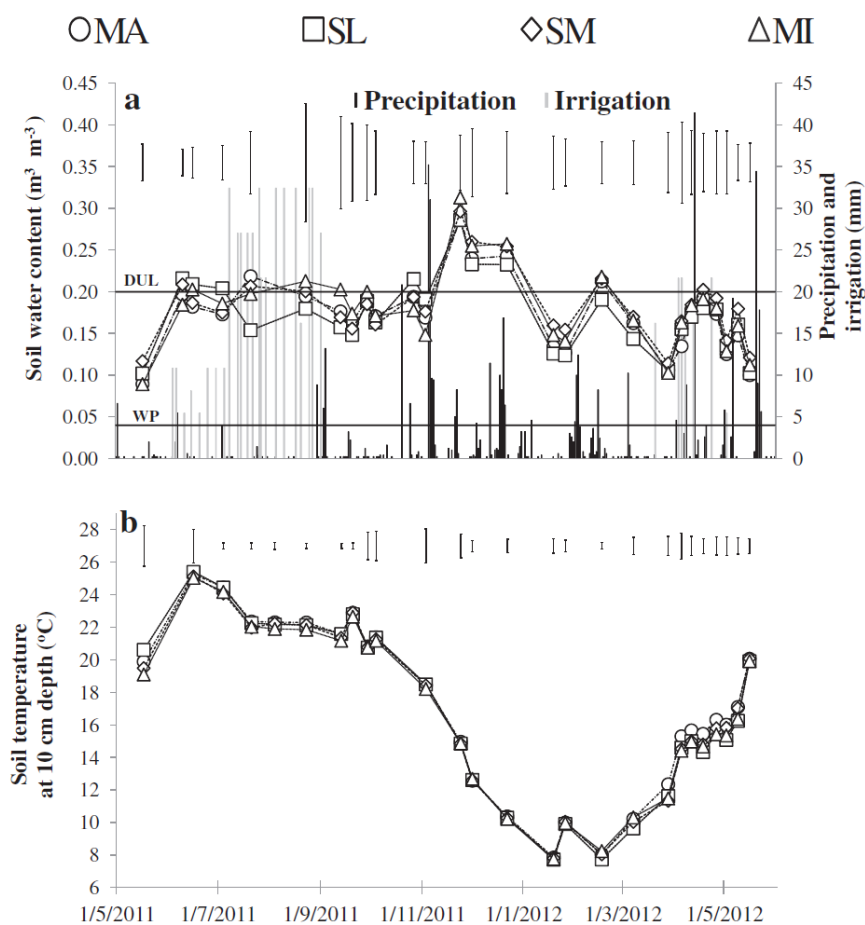 MA SL SM MI
a
Precipitation Irrigation
Soil water content (m³ m⁻³)
0.45
0.40
0.35
0.30
0.25
0.20
0.15
0.10
0.05
0.00
DUL
WP
45
40
35
30
25
20
15
10
5
0
Precipitation and
irrigation (mm)
b
Soil temperature
at 10 cm depth (°C)
28
26
24
22
20
18
16
14
12
10
8
6
1/5/2011 1/7/2011 1/9/2011 1/11/2011 1/1/2012 1/3/2012 1/5/2012